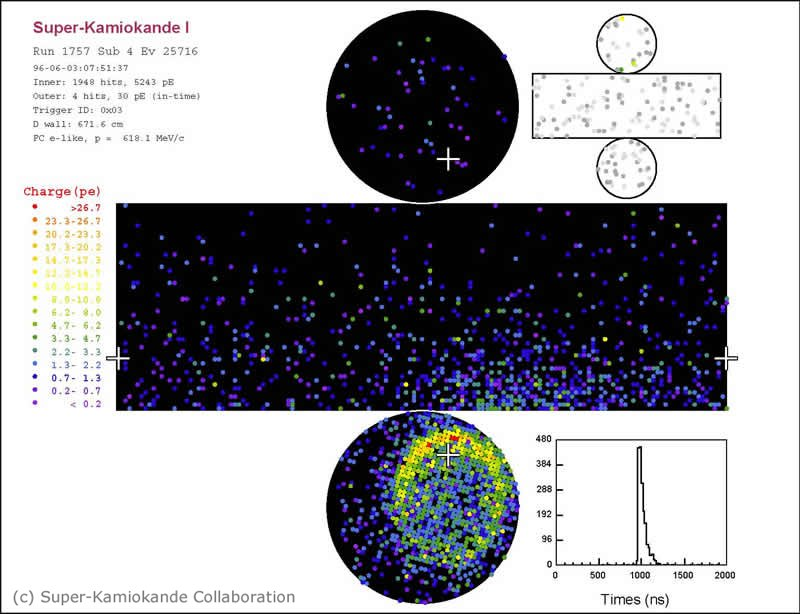 Super-Kamiokande I
Run 1757 Sub 4 Ev 25716
96-06-03:07:51:37
Inner: 1948 hits, 5243 pE
Outer: 4 hits, 30 pE (in-time)
Trigger ID: 0x03
D wall: 671.6 cm
PC e-like, p = 618.1 MeV/c
Charge(pe)
>26.7
23.3-26.7
20.2-23.3
17.3-20.2
14.7-17.3
12.2-14.7
10.0-12.2
8.0-10.0
6.2- 8.0
4.7- 6.2
3.3- 4.7
2.2- 3.3
1.3- 2.2
0.7- 1.3
0.2- 0.7
< 0.2
480
384
288
192
96
0
0 500 1000 1500 2000
Times (ns)
(c) Super-Kamiokande Collaboration